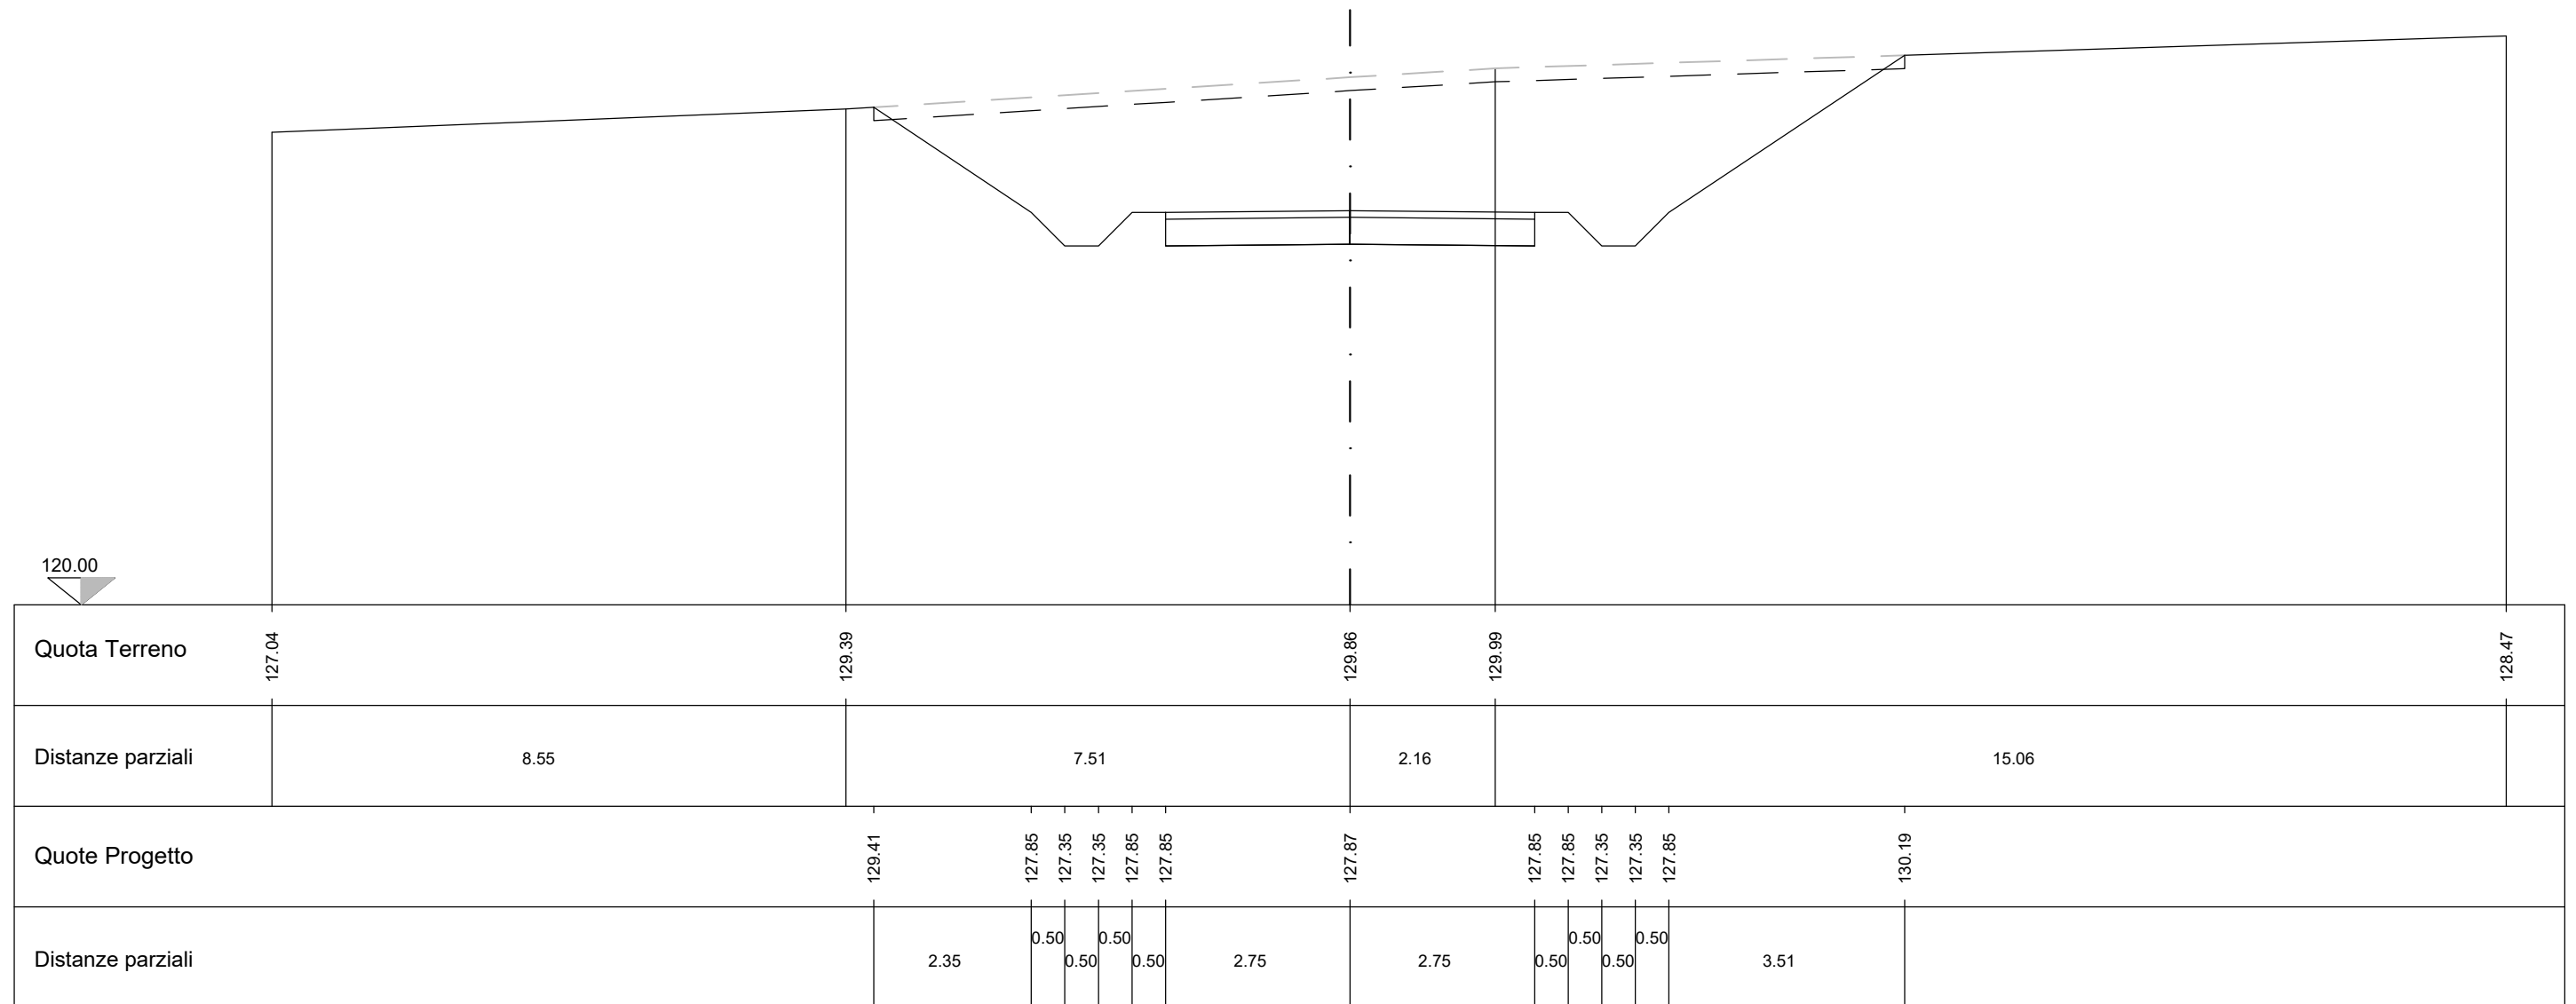 120.00
Quota Terreno 127.04 129.39 129.86 129.99 128.47
Distanze parziali 8.55 7.51 2.16 15.06
Quote Progetto 129.41 127.85 127.35 127.35 127.85 127.85 127.87 127.85 127.85 127.35 127.35 127.85 130.19
Distanze parziali 2.35 0.50 0.50 0.50 0.50 2.75 2.75 0.50 0.50 0.50 0.50 3.51